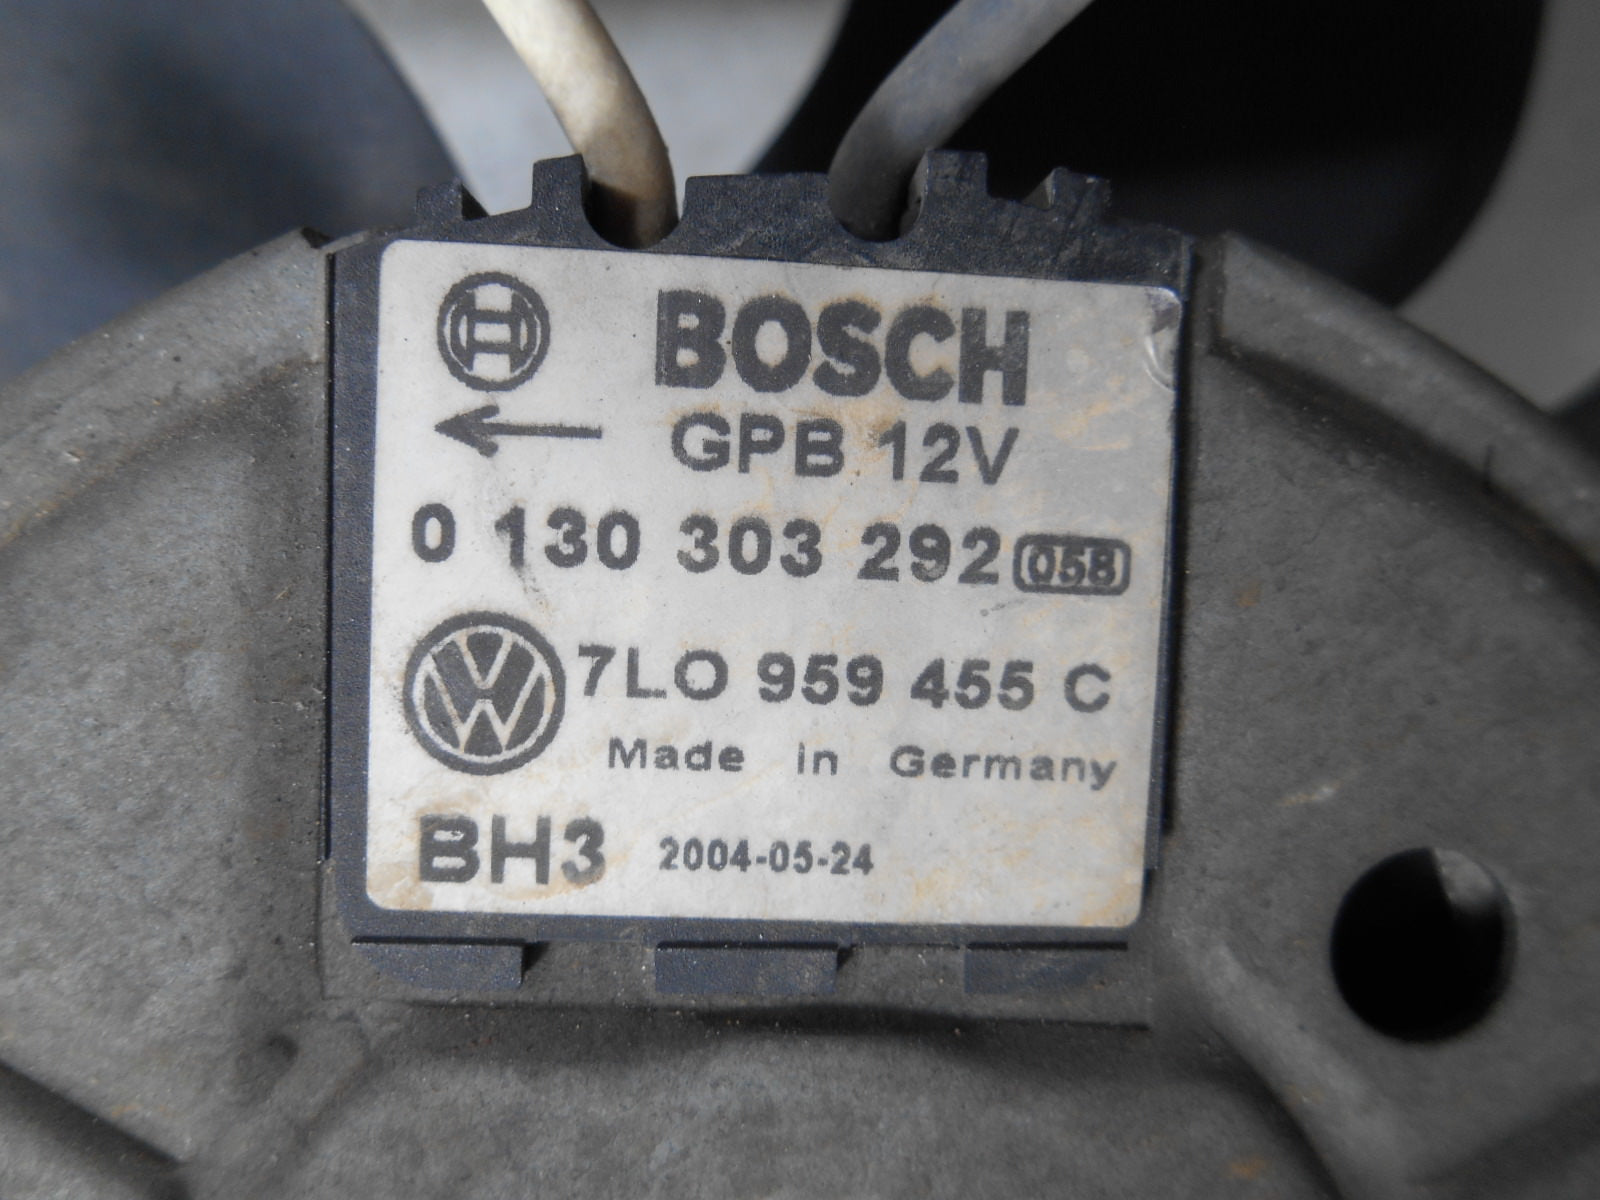 BOSCH
GPB 12V
0 130 303 292 058
7LO 959 455 C
Made in Germany
BH3 2004-05-24